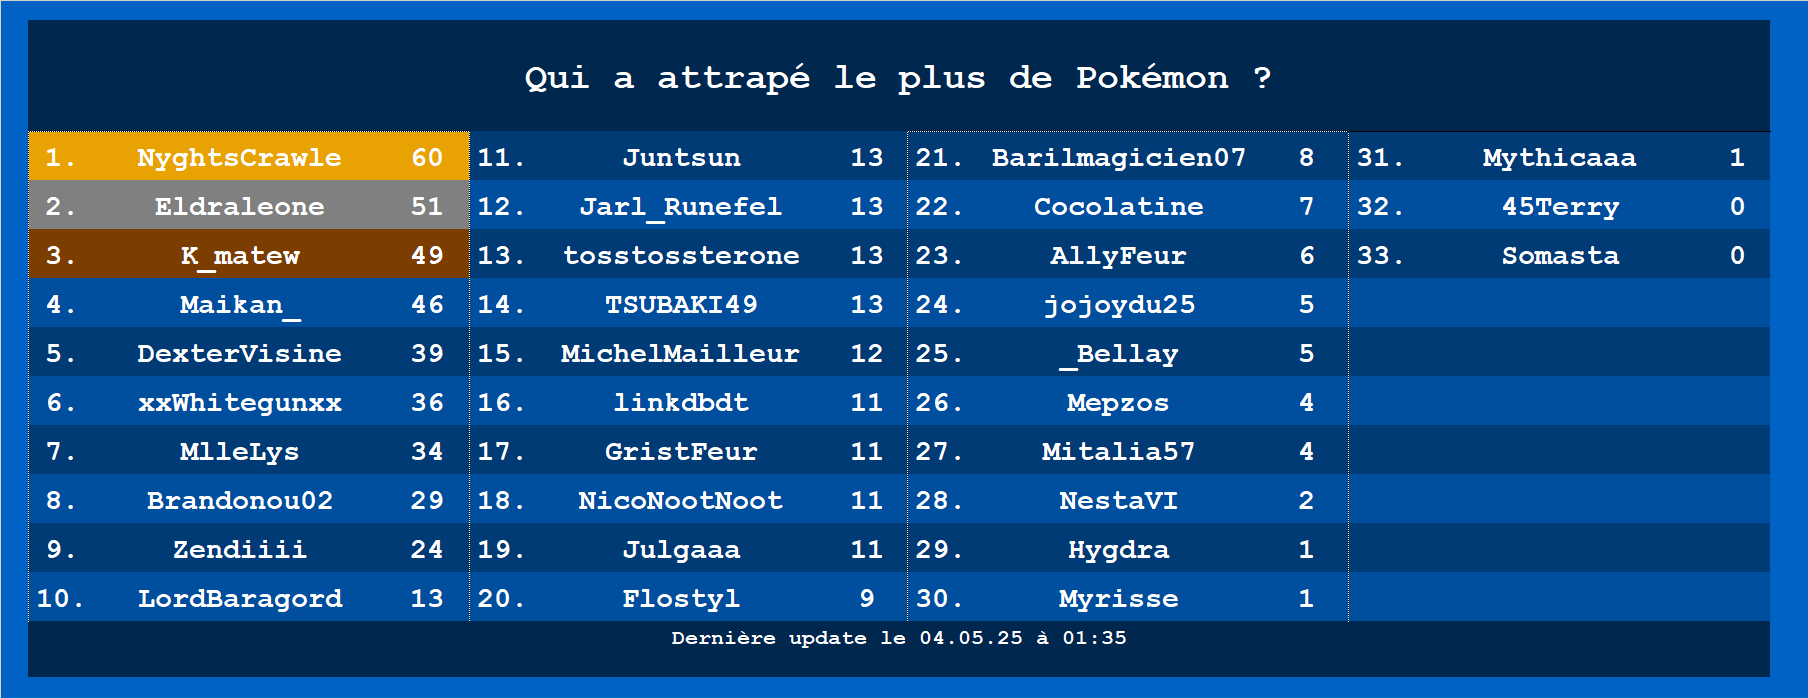 Qui a attrapé le plus de Pokémon ?
1. NyghtsCrawle 60
2. Eldraleone 51
3. K_matew 49
4. Maikan_ 46
5. DexterVisine 39
6. xxWhitegunxx 36
7. MlleLys 34
8. Brandonou02 29
9. Zendiiii 24
10. LordBaragord 13
11. Juntsun 13
12. Jarl_Runefel 13
13. tosstossterone 13
14. TSUBAKI49 13
15. MichelMailleur 12
16. linkdbdt 11
17. GristFeur 11
18. NicoNootNoot 11
19. Julgaaa 11
20. Flostyl 9
21. Barilmagicien07 8
22. Cocolatine 7
23. AllyFeur 6
24. jojoydu25 5
25. _Bellay 5
26. Mepzos 4
27. Mitalia57 4
28. NestaVI 2
29. Hygdra 1
30. Myrisse 1
31. Mythicaaa 1
32. 45Terry 0
33. Somasta 0
Dernière update le 04.05.25 à 01:35